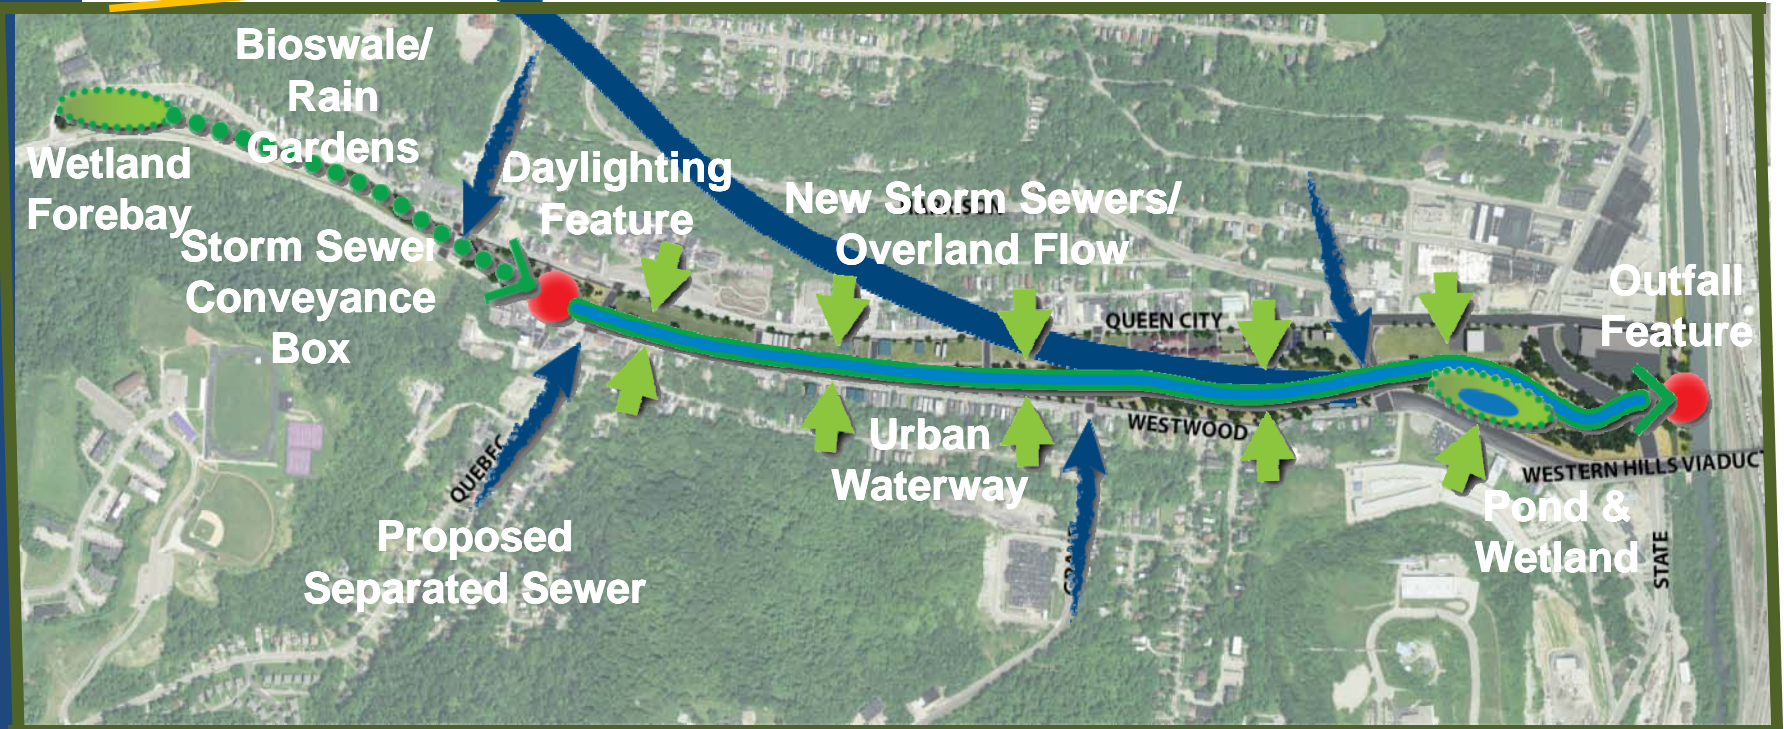 Bioswale/
Rain
Gardens
Wetland
Forebay
Storm Sewer
Conveyance
Box
Daylighting
Feature
New Storm Sewers/
Overland Flow
QUEEN CITY
Outfall
Feature
QUEBEC
Urban
Waterway
WESTWOOD
WESTERN HILLS VIADUCT
Proposed
Separated Sewer
Pond &
Wetland
STATE